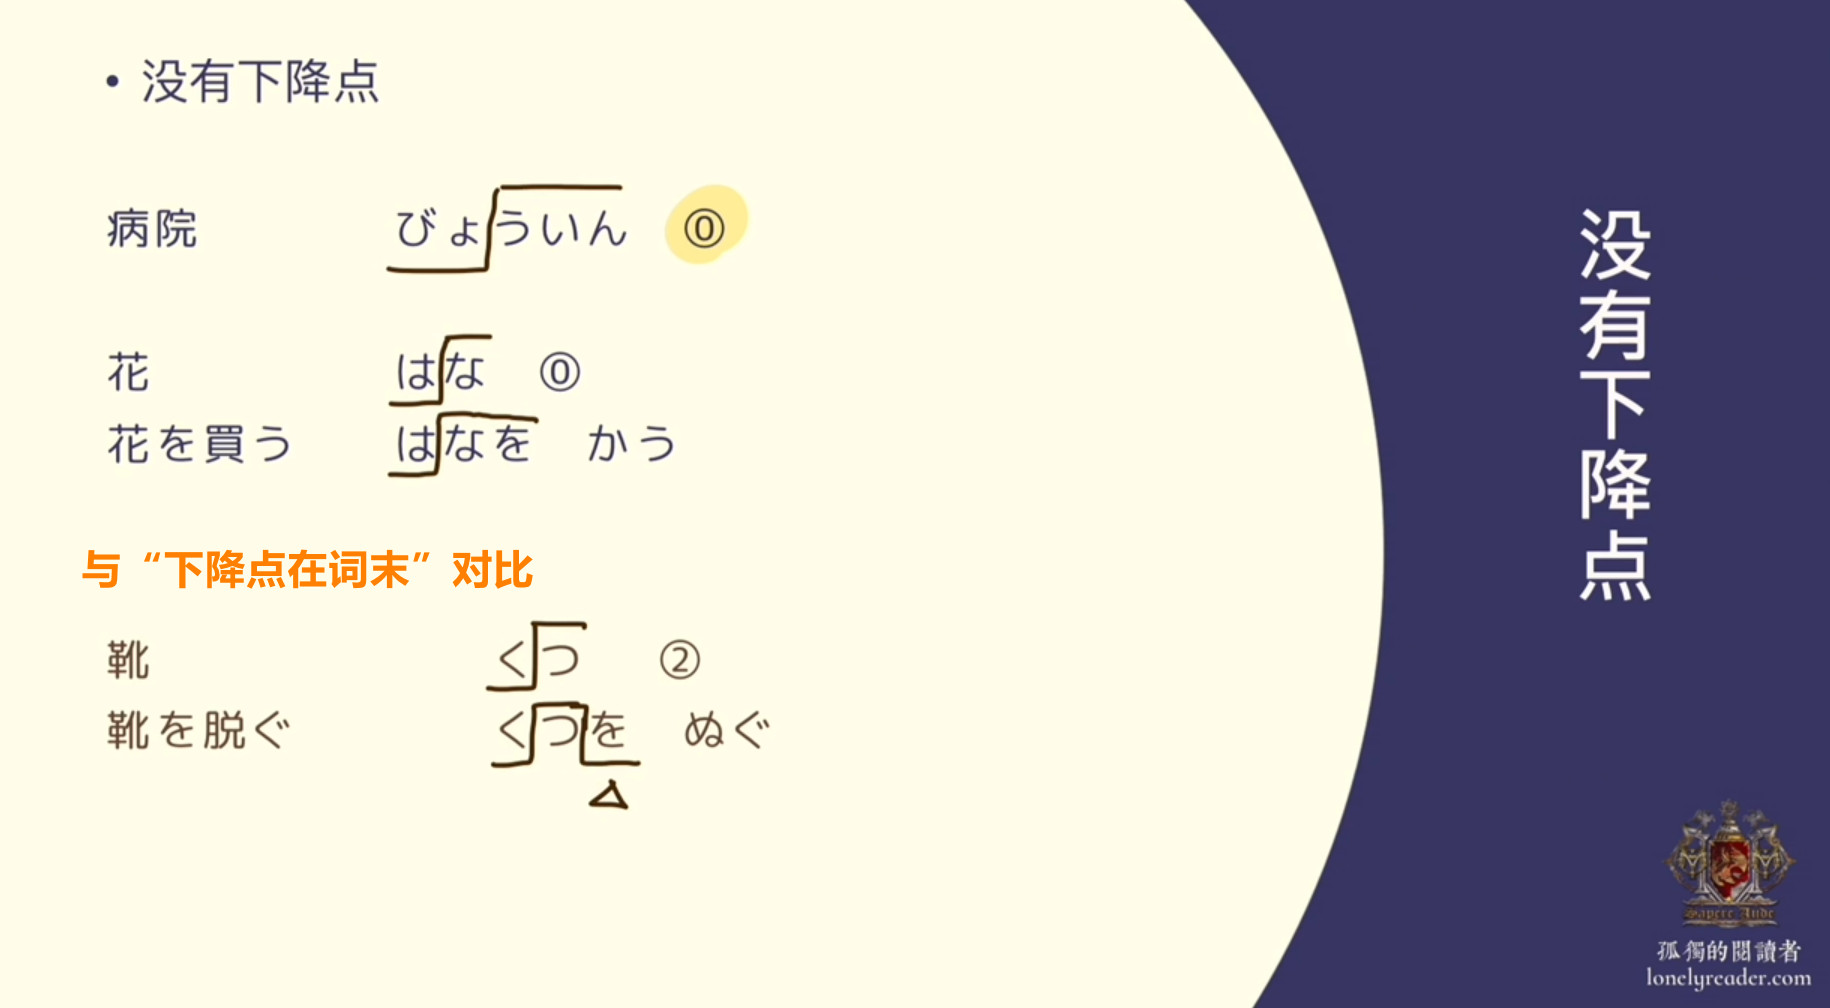 • 没有下降点
病院 びょういん ⓪
花 はな ⓪
花を買う はなを かう
与“下降点在词末”对比
靴 くつ ②
靴を脱ぐ くつを ぬぐ
没有下降点
Sapere Aude
孤獨的閱讀者
lonelyreader.com